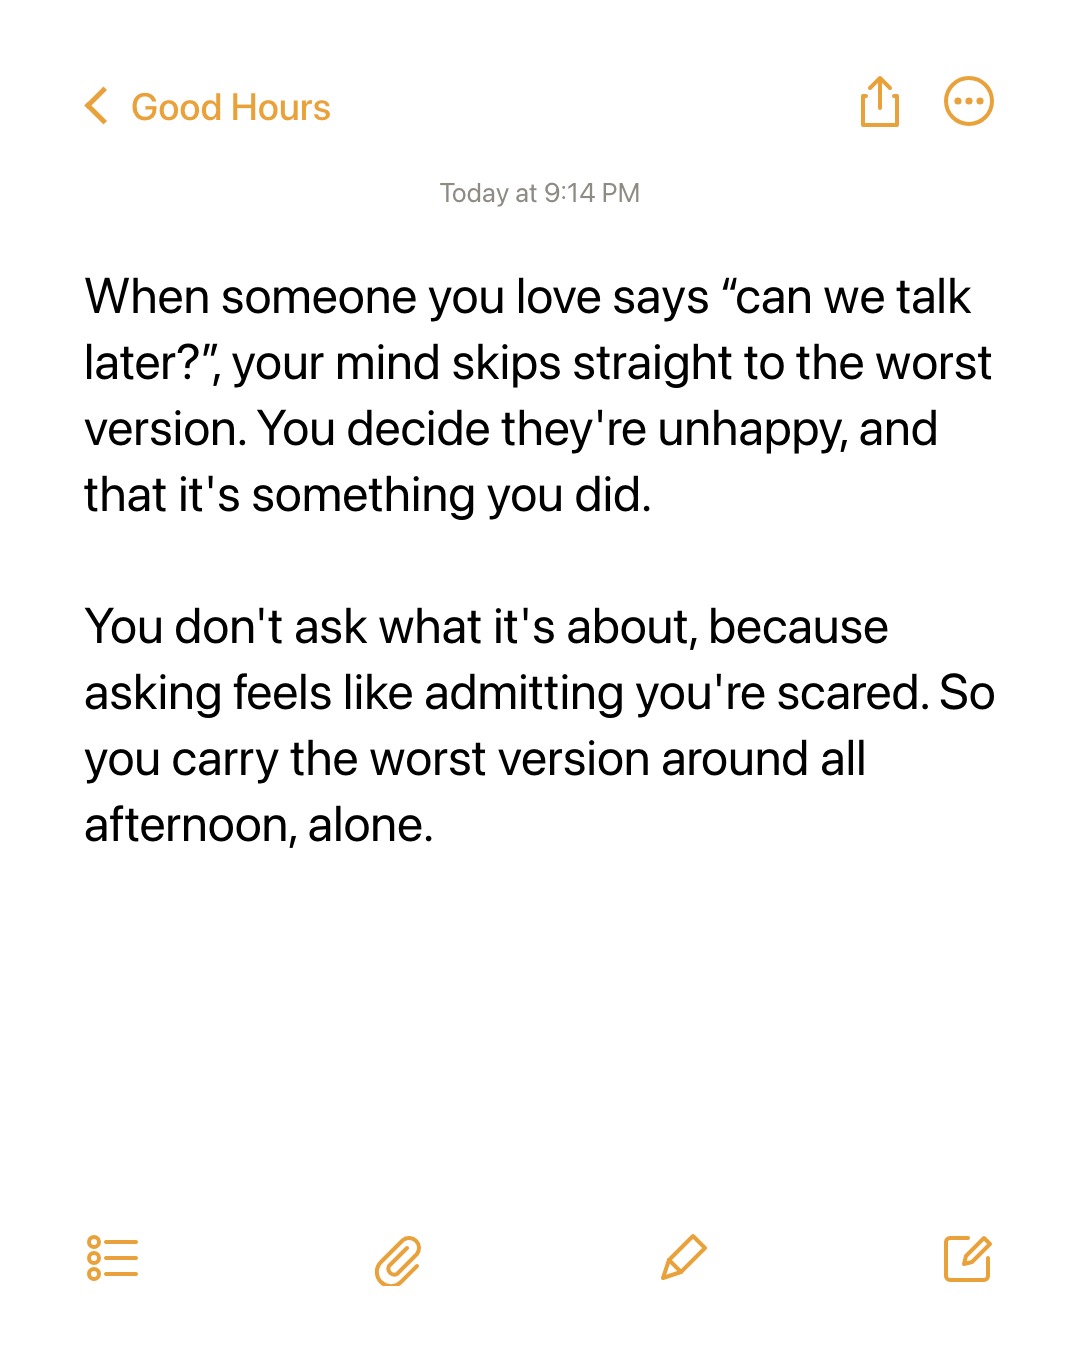 Good Hours
Today at 9:14 PM
When someone you love says “can we talk
later?”, your mind skips straight to the worst
version. You decide they're unhappy, and
that it's something you did.
You don't ask what it's about, because
asking feels like admitting you're scared. So
you carry the worst version around all
afternoon, alone.